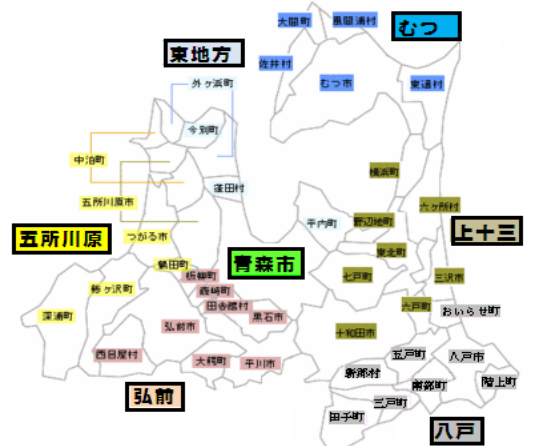 大間町
風間浦村
むつ
東地方
佐井村
外ヶ浜町
むつ市
東通村
今別町
中泊町
横浜町
蓬田村
五所川原市
六ヶ所村
平内町
野辺地町
五所川原
つがる市
上十三
東北町
青森市
鶴田町
板柳町
七戸町
三沢市
鯵ヶ沢町
藤崎町
田舎館村
六戸町
おいらせ町
深浦町
黒石市
弘前市
十和田市
西目屋村
五戸町
八戸市
大鰐町
平川市
新郷村
階上町
南部町
弘前
三戸町
田子町
八戸